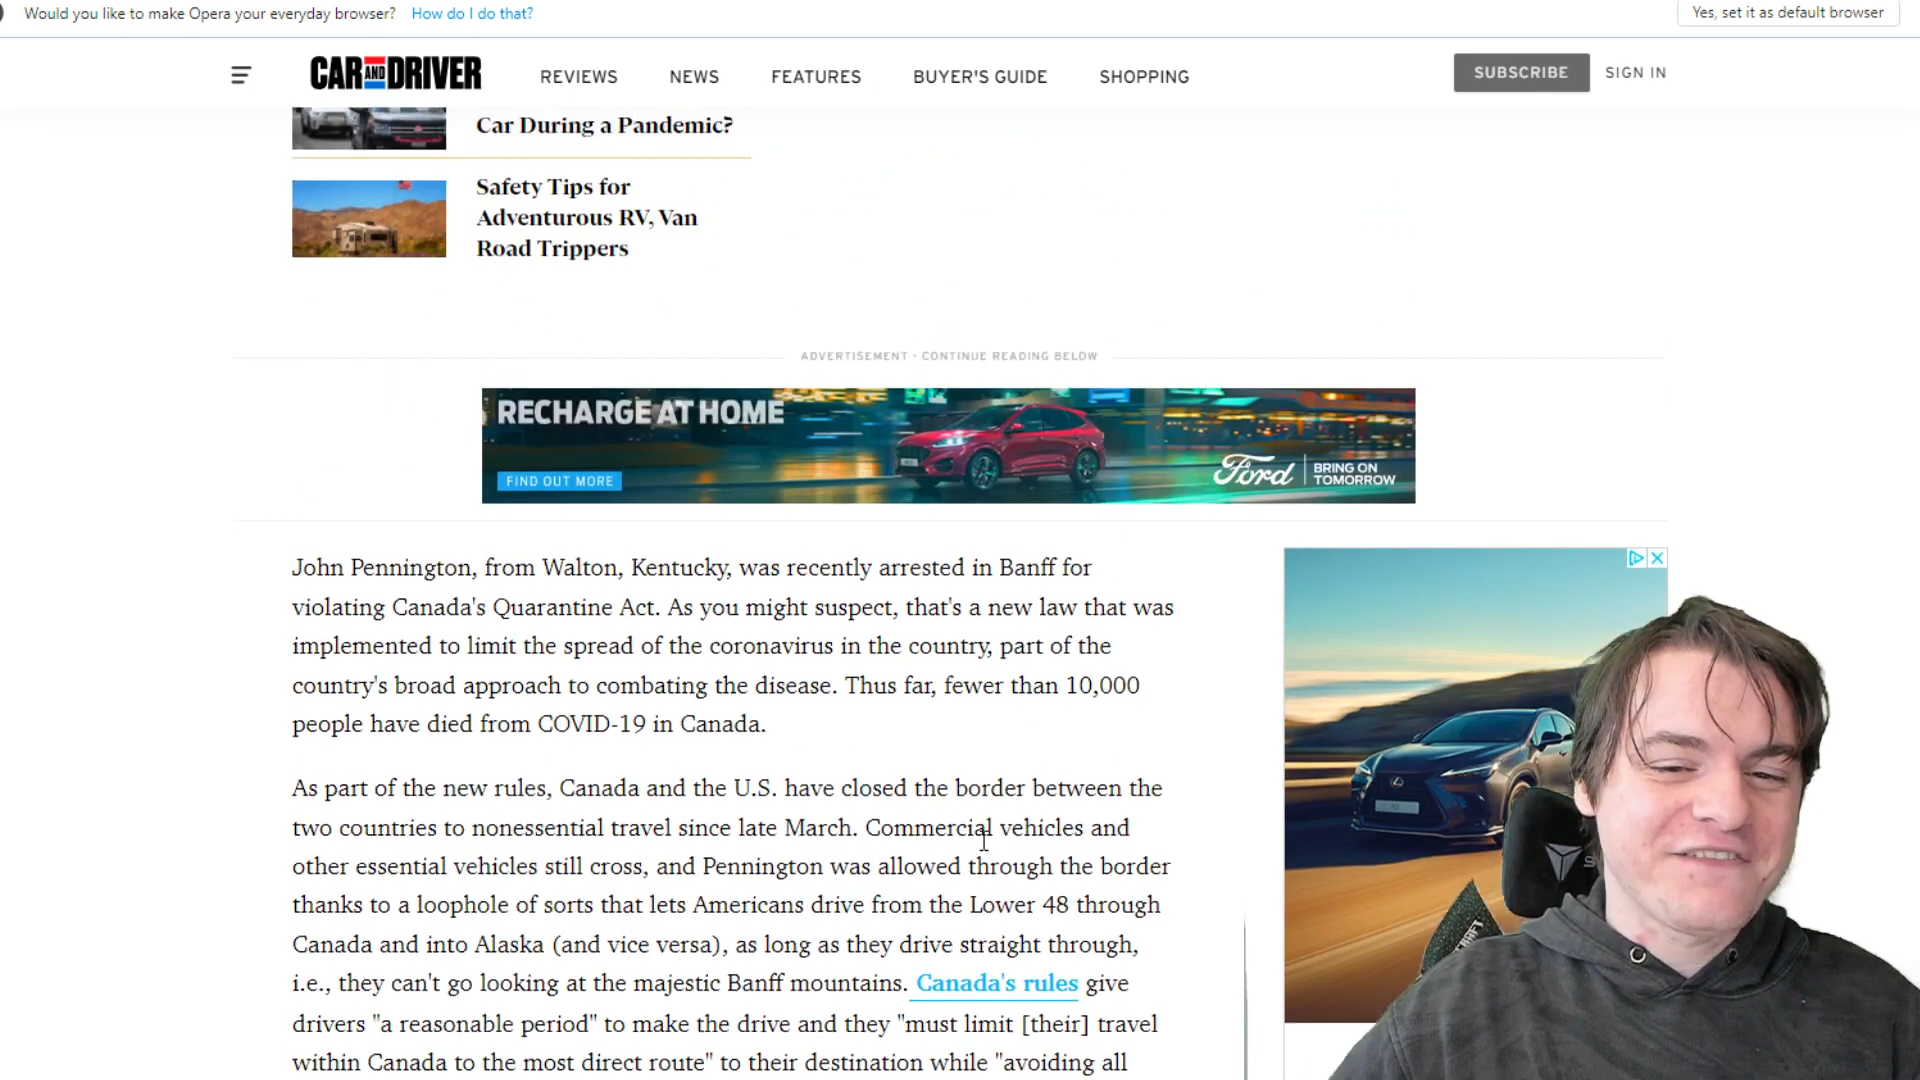 Would you like to make Opera your everyday browser? How do I do that? Yes, set it as default browser
CAR AND DRIVER REVIEWS NEWS FEATURES BUYER'S GUIDE SHOPPING SUBSCRIBE SIGN IN
Car During a Pandemic?
Safety Tips for
Adventurous RV, Van
Road Trippers
ADVERTISEMENT - CONTINUE READING BELOW
RECHARGE AT HOME
FIND OUT MORE
Ford
BRING ON
TOMORROW
John Pennington, from Walton, Kentucky, was recently arrested in Banff for
violating Canada's Quarantine Act. As you might suspect, that's a new law that was
implemented to limit the spread of the coronavirus in the country, part of the
country's broad approach to combating the disease. Thus far, fewer than 10,000
people have died from COVID-19 in Canada.
As part of the new rules, Canada and the U.S. have closed the border between the
two countries to nonessential travel since late March. Commercial vehicles and
other essential vehicles still cross, and Pennington was allowed through the border
thanks to a loophole of sorts that lets Americans drive from the Lower 48 through
Canada and into Alaska (and vice versa), as long as they drive straight through,
i.e., they can't go looking at the majestic Banff mountains. Canada's rules give
drivers "a reasonable period" to make the drive and they "must limit [their] travel
within Canada to the most direct route" to their destination while "avoiding all